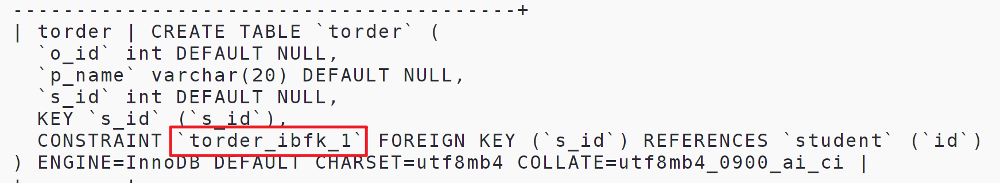 ----------------------------------------+
| torder | CREATE TABLE `torder` (
  `o_id` int DEFAULT NULL,
  `p_name` varchar(20) DEFAULT NULL,
  `s_id` int DEFAULT NULL,
  KEY `s_id` (`s_id`),
  CONSTRAINT `torder_ibfk_1` FOREIGN KEY (`s_id`) REFERENCES `student` (`id`)
) ENGINE=InnoDB DEFAULT CHARSET=utf8mb4 COLLATE=utf8mb4_0900_ai_ci |